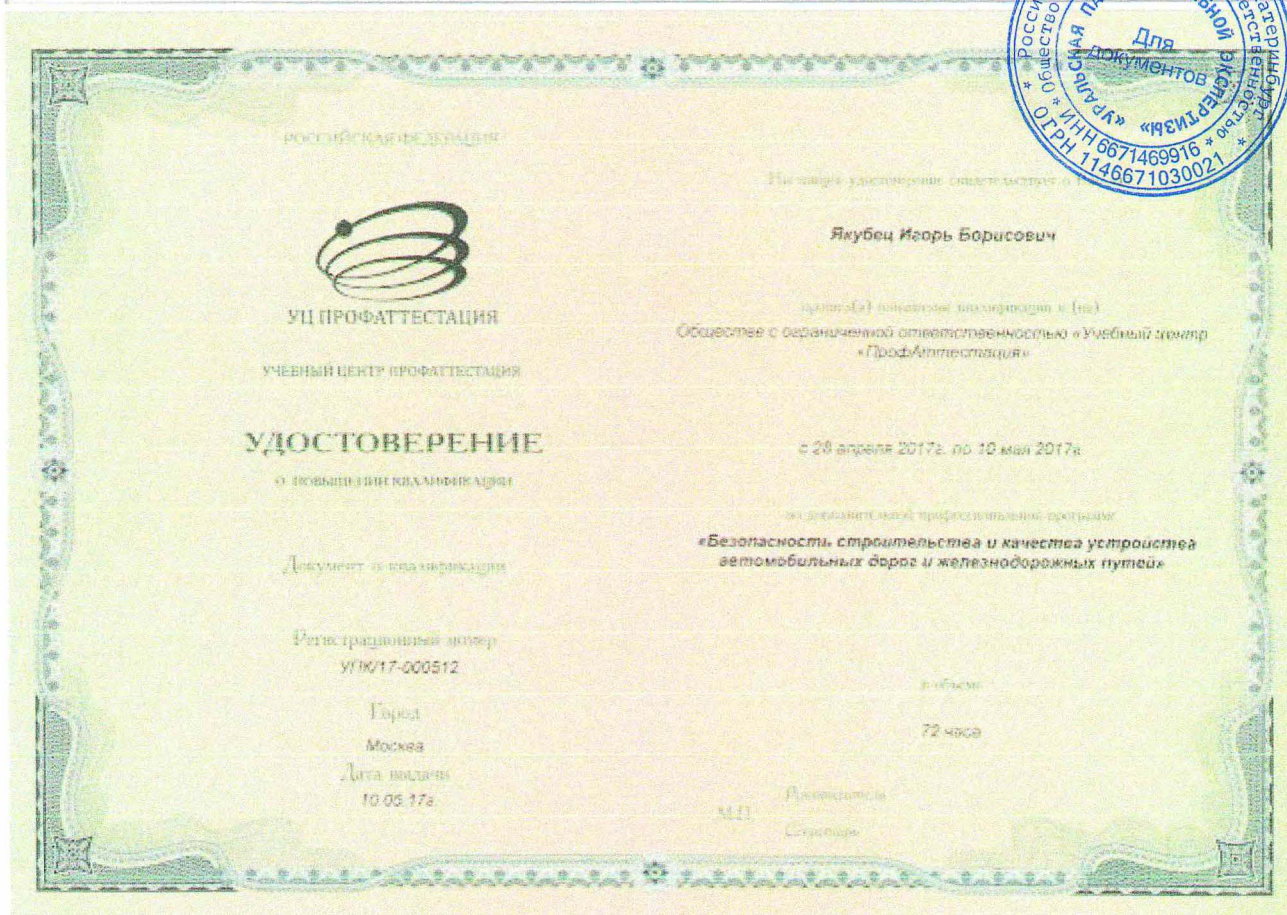 РОССИЙСКАЯ ФЕДЕРАЦИЯ
УЦ ПРОФАТТЕСТАЦИЯ
УЧЕБНЫЙ ЦЕНТР ПРОФАТТЕСТАЦИЯ
УДОСТОВЕРЕНИЕ
О ПОВЫШЕНИИ КВАЛИФИКАЦИИ
Документ о квалификации
Регистрационный номер
УПК/17-000512
Город
Москва
Дата выдачи
10.05.17г.
Настоящее удостоверение свидетельствует о
Якубец Игорь Борисович
прошел(а) повышение квалификации в (на)
Обществе с ограниченной ответственностью «Учебный центр
«ПрофАттестация»
с 28 апреля 2017г. по 10 мая 2017г.
по дополнительной профессиональной программе
«Безопасность строительства и качества устройства
автомобильных дорог и железнодорожных путей»
в объеме
72 часа
М.П.
Руководитель
Секретарь
Для
документов
«УРАЛЬСКАЯ
ЭКСПЕРТИЗЫ»
Общество
ИНН 6671469916
ОГРН 1146671030021